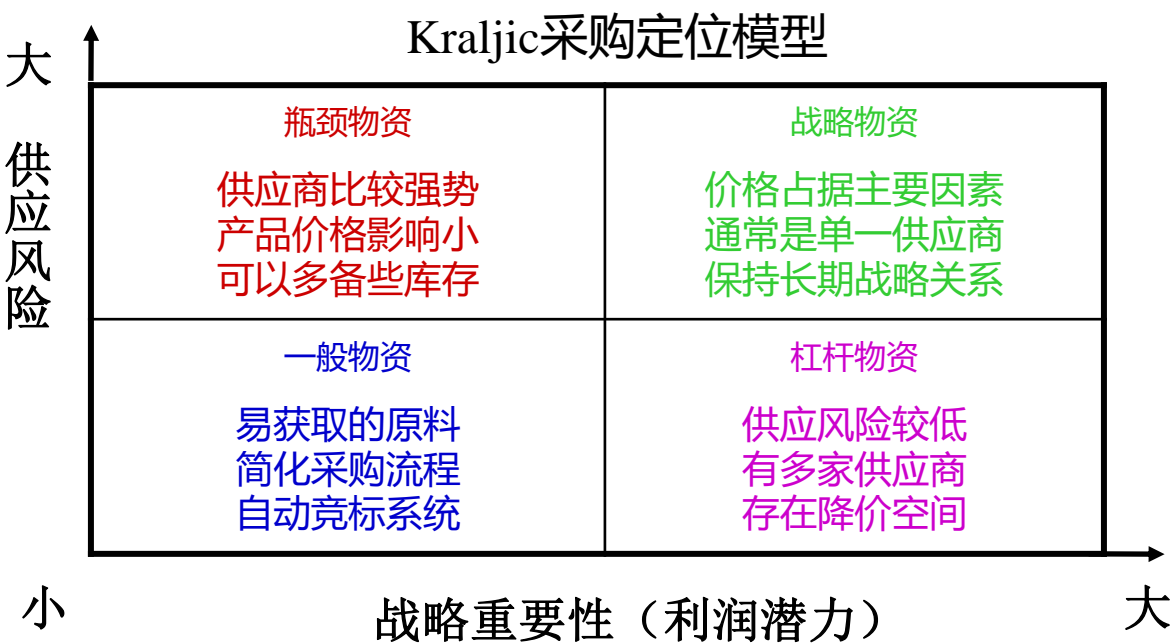 Kraljic采购定位模型
大
供应风险
瓶颈物资
供应商比较强势
产品价格影响小
可以多备些库存
战略物资
价格占据主要因素
通常是单一供应商
保持长期战略关系
一般物资
易获取的原料
简化采购流程
自动竞标系统
杠杆物资
供应风险较低
有多家供应商
存在降价空间
小
战略重要性（利润潜力）
大